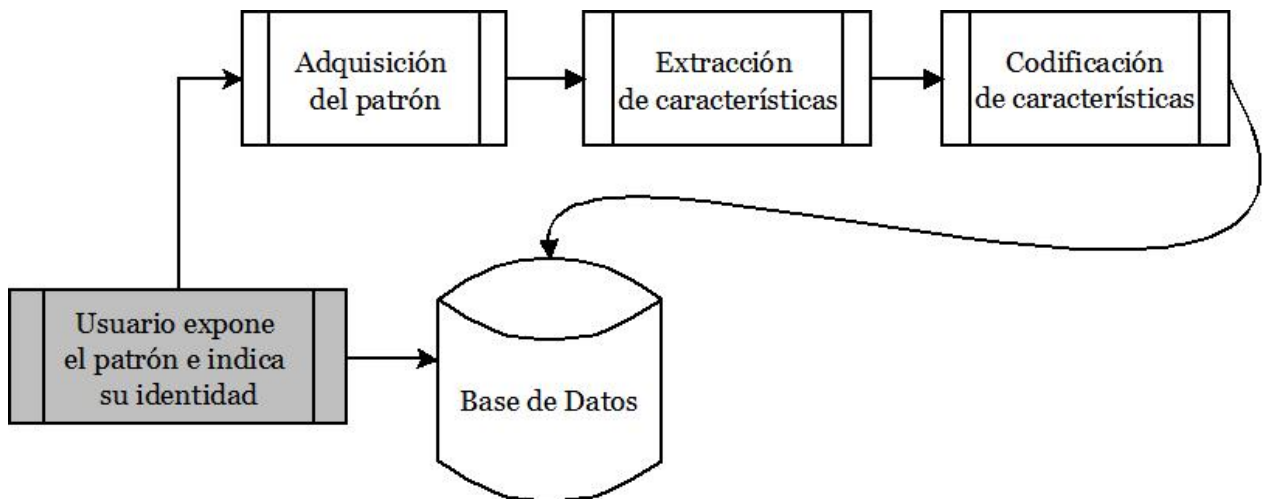 Adquisición
del patrón
Extracción
de características
Codificación
de características
Usuario expone
el patrón e indica
su identidad
Base de Datos